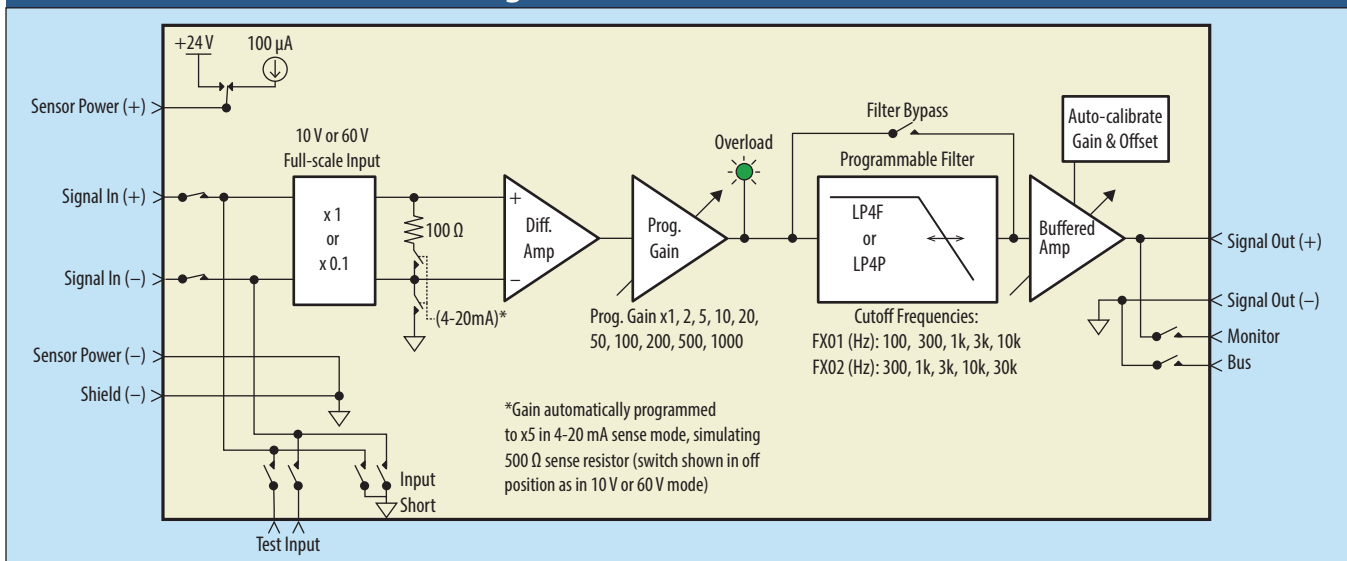 +24 V
100 µA
Sensor Power (+)
10 V or 60 V
Full-scale Input
Signal In (+)
Signal In (−)
x 1
or
x 0.1
100 Ω
(4-20mA)*
+
−
Diff.
Amp
Prog.
Gain
Overload
Prog. Gain x1, 2, 5, 10, 20,
50, 100, 200, 500, 1000
Filter Bypass
Programmable Filter
LP4F
or
LP4P
Cutoff Frequencies:
FX01 (Hz): 100, 300, 1k, 3k, 10k
FX02 (Hz): 300, 1k, 3k, 10k, 30k
Auto-calibrate
Gain & Offset
Buffered
Amp
Signal Out (+)
Signal Out (−)
Monitor
Bus
Sensor Power (−)
Shield (−)
*Gain automatically programmed
to x5 in 4-20 mA sense mode, simulating
500 Ω sense resistor (switch shown in off
position as in 10 V or 60 V mode)
Input
Short
Test Input